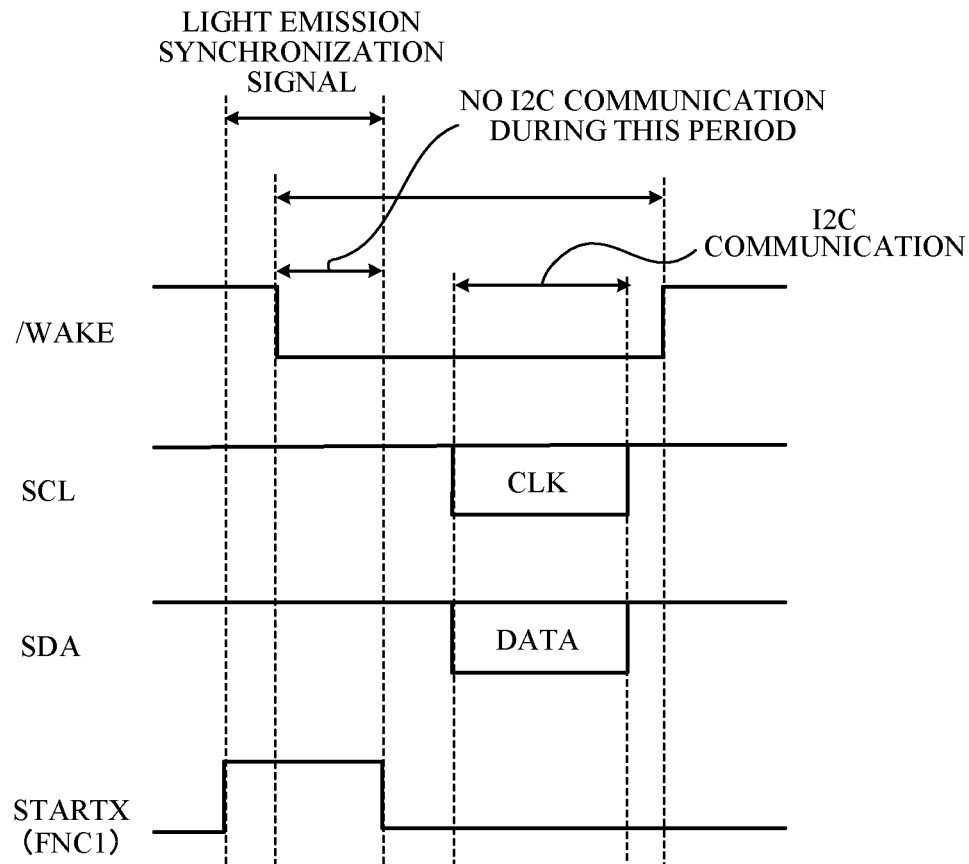 LIGHT EMISSION
SYNCHRONIZATION
SIGNAL
NO I2C COMMUNICATION
DURING THIS PERIOD
I2C
COMMUNICATION
/WAKE
SCL
CLK
SDA
DATA
STARTX
(FNC1)